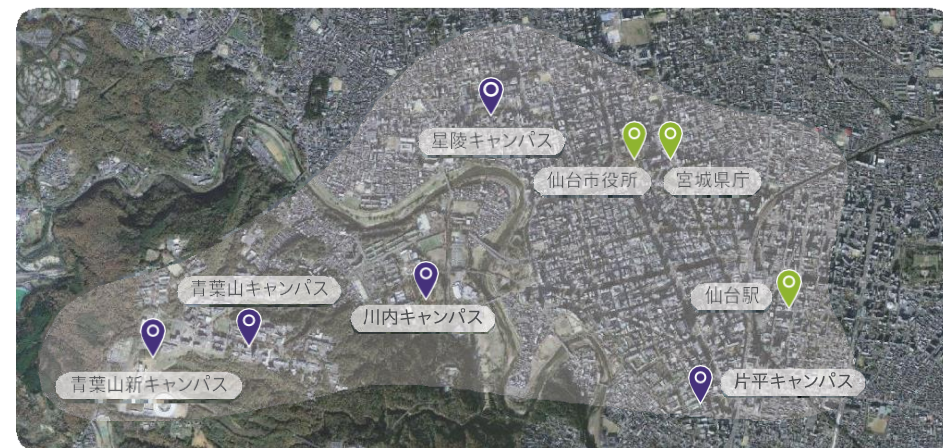 星陵キャンパス
仙台市役所
宮城県庁
青葉山キャンパス
川内キャンパス
仙台駅
青葉山新キャンパス
片平キャンパス